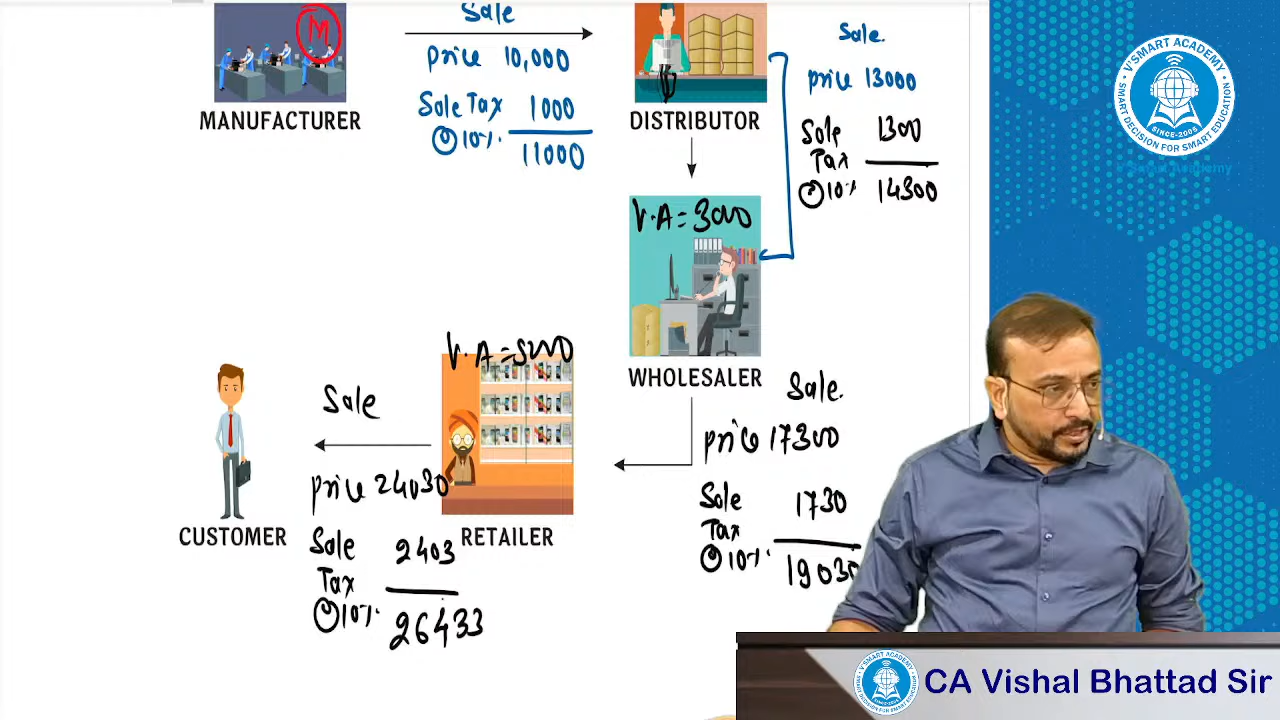 Sale
M
Price 10,000
Sale Tax 1000
@ 10%.
11000
MANUFACTURER
DISTRIBUTOR
Sale.
Price 13000
Sale 1300
Tax
@ 10%
14300
V.A = 3000
WHOLESALER
Sale.
Price 17300
Sale 1730
Tax
@ 10%.
19030
V.A = 5000
RETAILER
Sale
Price 24030
Sale 2403
Tax
@ 10%.
26433
CUSTOMER
V'SMART ACADEMY
SINCE-2005
SMART DECISION FOR SMART EDUCATION
Smart Academy
CA Vishal Bhattad Sir